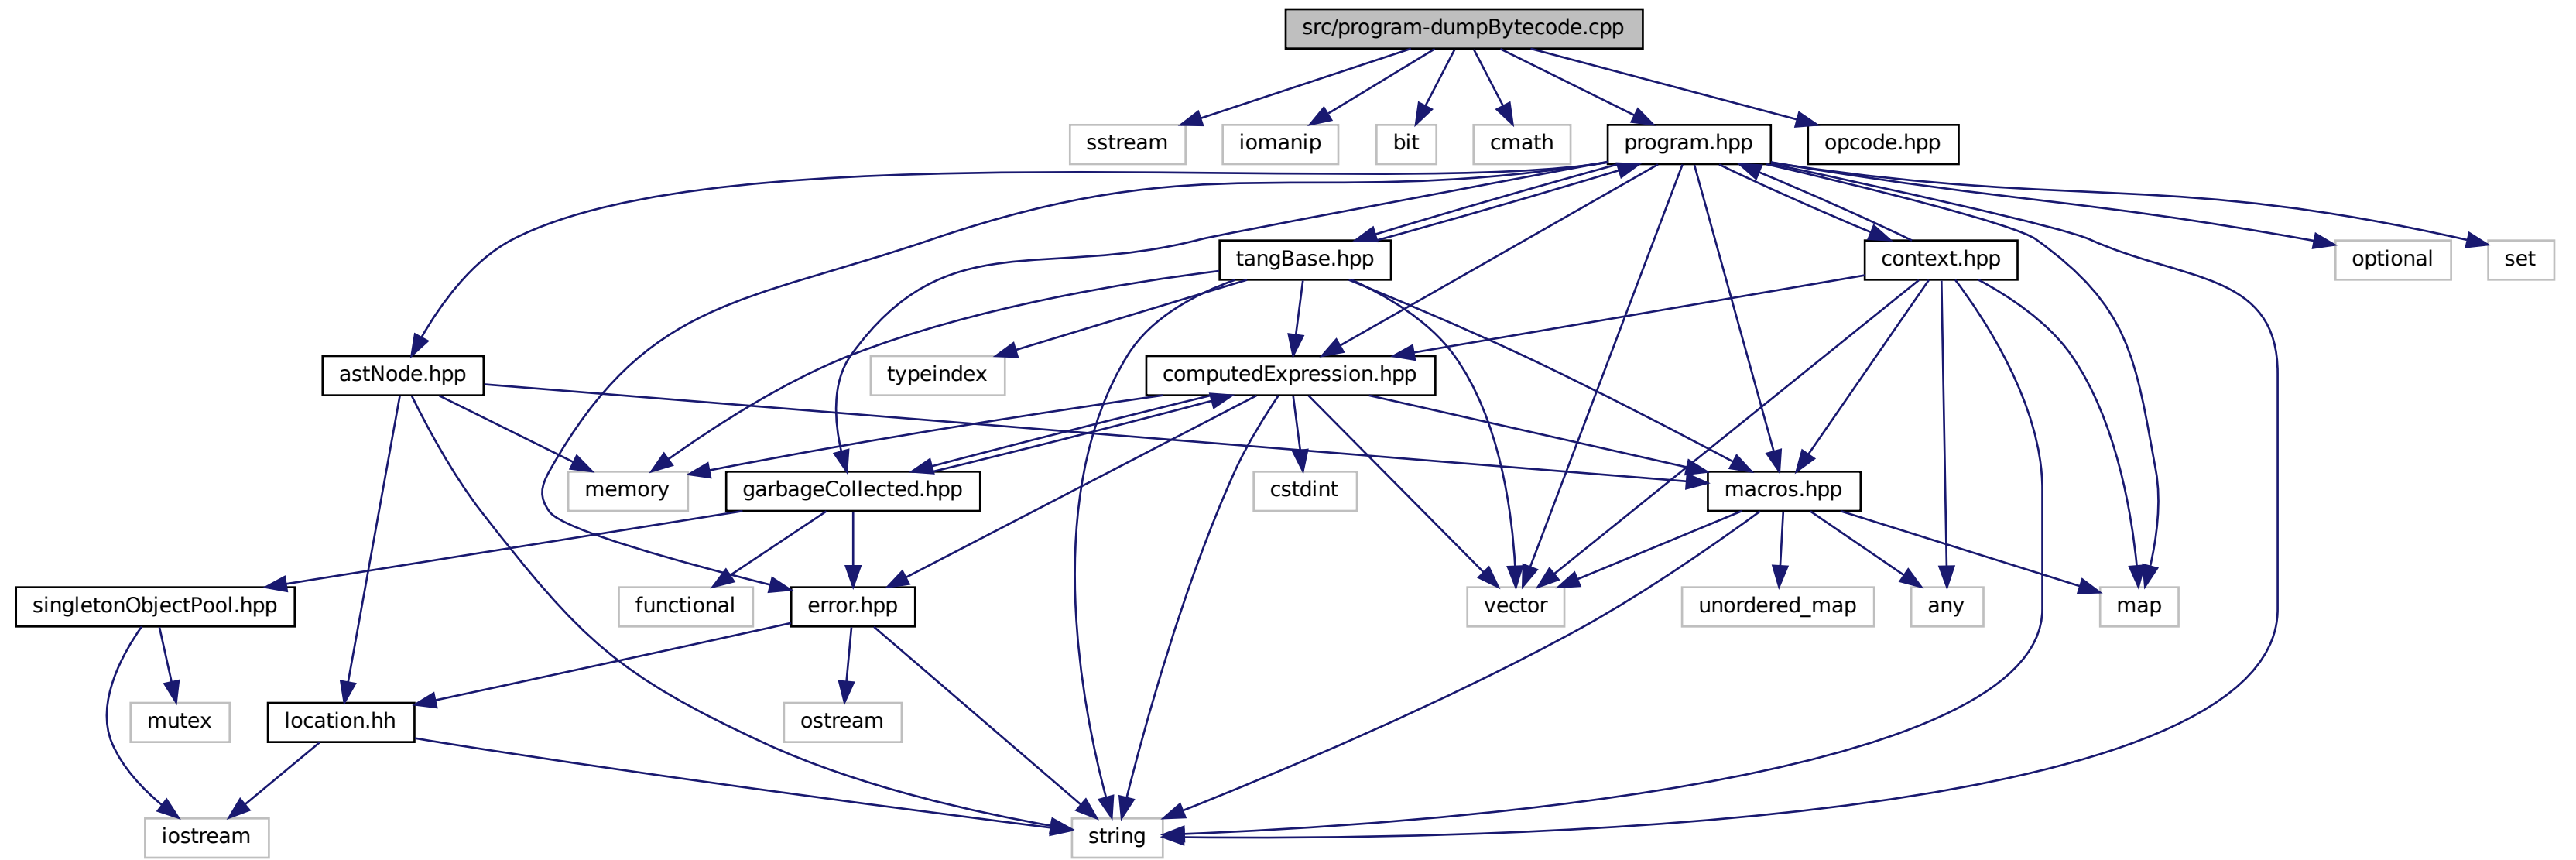 src/program-dumpBytecode.cpp
sstream
iomanip
bit
cmath
program.hpp
opcode.hpp
tangBase.hpp
context.hpp
optional
set
astNode.hpp
typeindex
computedExpression.hpp
memory
garbageCollected.hpp
cstdint
macros.hpp
singletonObjectPool.hpp
functional
error.hpp
vector
unordered_map
any
map
mutex
location.hh
ostream
iostream
string